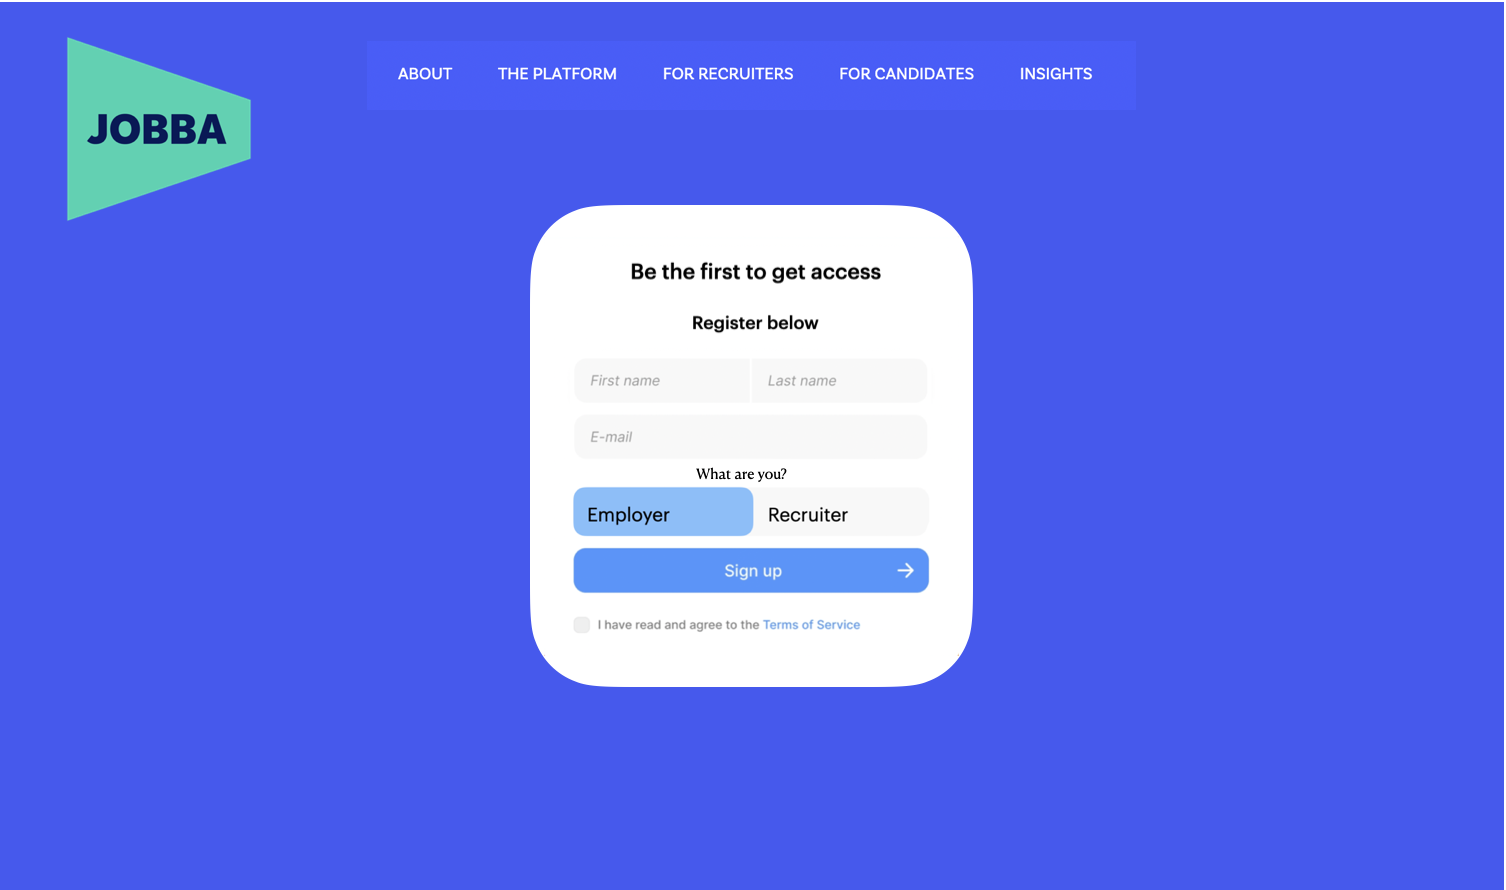 JOBBA
ABOUT THE PLATFORM FOR RECRUITERS FOR CANDIDATES INSIGHTS
Be the first to get access
Register below
First name Last name
E-mail
What are you?
Employer Recruiter
Sign up
I have read and agree to the Terms of Service